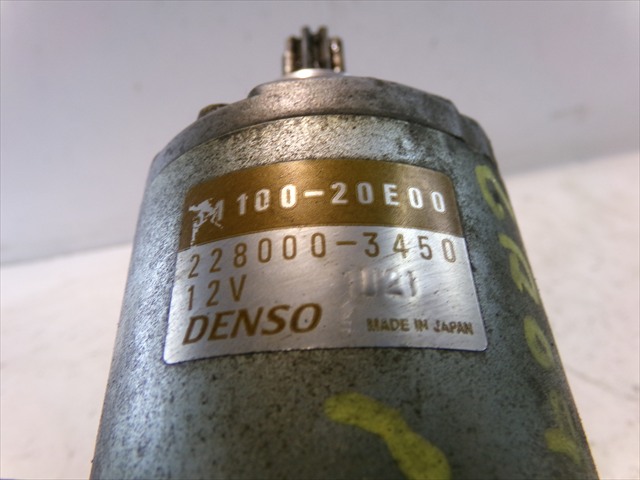 100-20E00
228000-3450
12V
DENSO MADE IN JAPAN